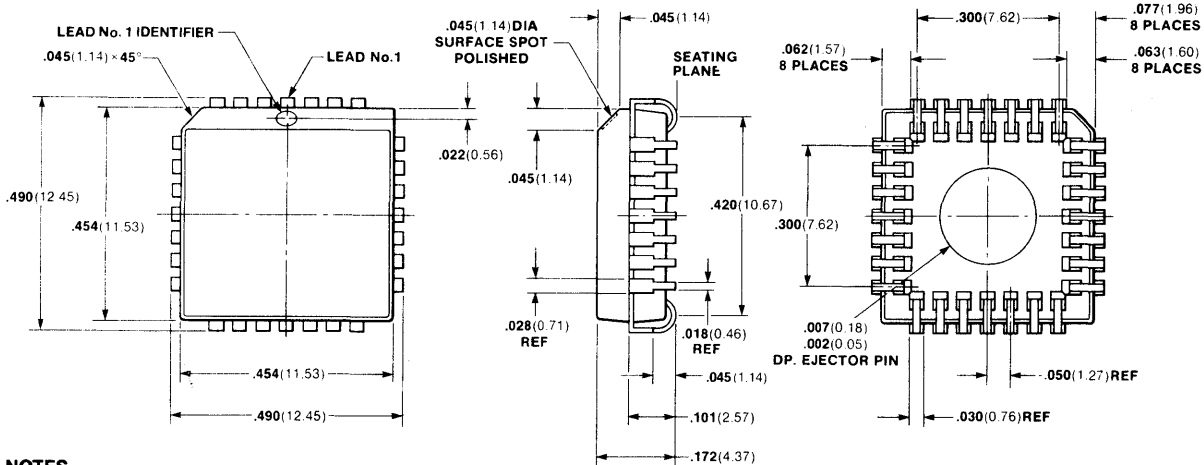 LEAD No. 1 IDENTIFIER
.045(1.14)×45°
LEAD No.1
.490(12.45)
.454(11.53)
.022(0.56)
.454(11.53)
.490(12.45)
.045(1.14)DIA
SURFACE SPOT
POLISHED
.045(1.14)
SEATING
PLANE
.045(1.14)
.420(10.67)
.028(0.71)
REF
.018(0.46)
REF
.045(1.14)
.101(2.57)
.172(4.37)
.300(7.62)
.077(1.96)
8 PLACES
.062(1.57)
8 PLACES
.063(1.60)
8 PLACES
.300(7.62)
.007(0.18)
.002(0.05)
DP. EJECTOR PIN
.050(1.27)REF
.030(0.76)REF
NOTES